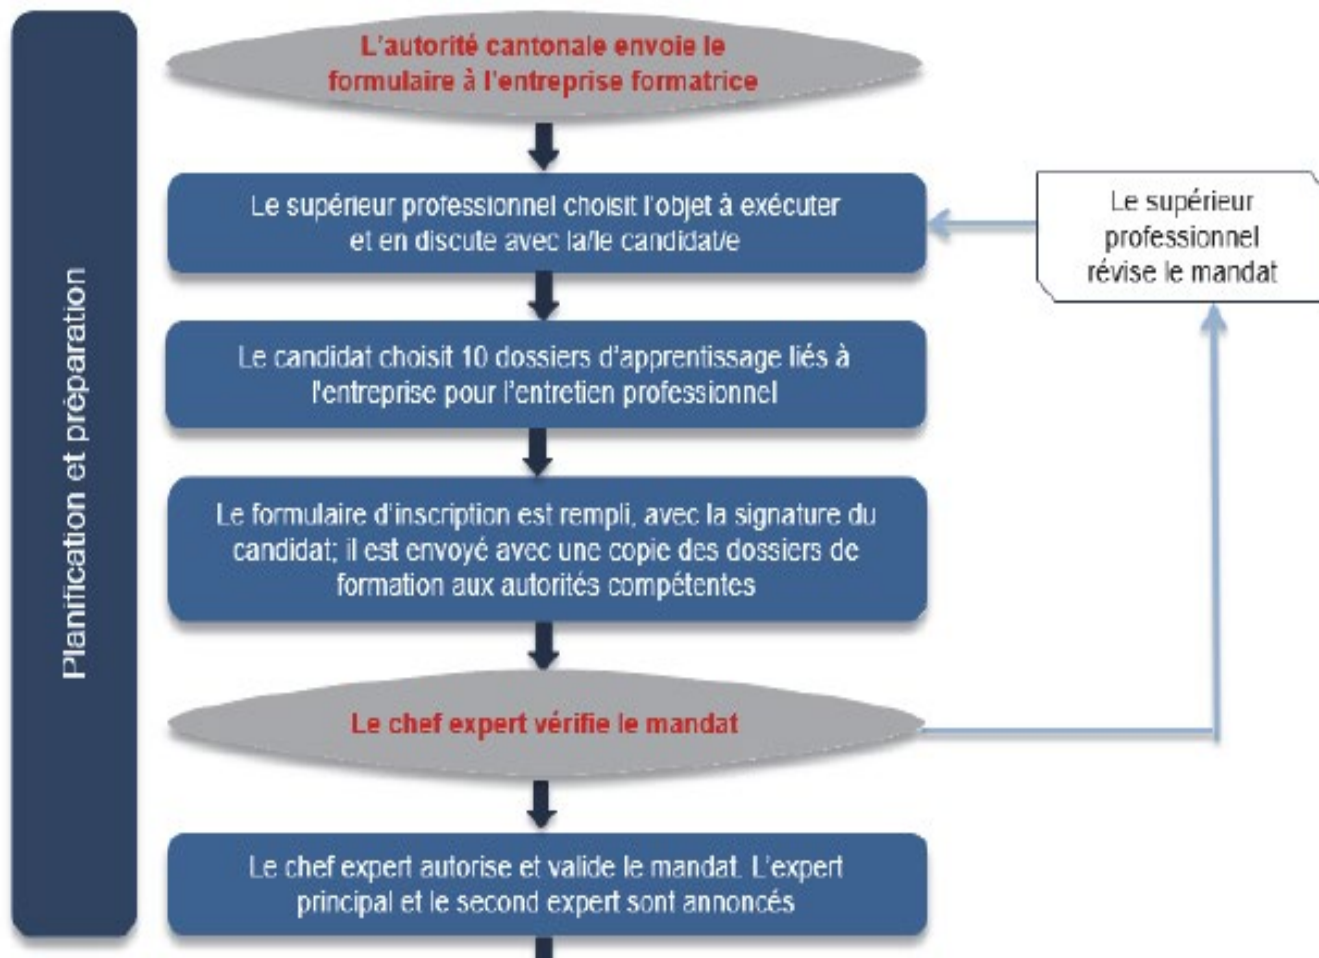 Planification et préparation
L'autorité cantonale envoie le
formulaire à l'entreprise formatrice
Le supérieur professionnel choisit l'objet à exécuter
et en discute avec la/le candidat/e
Le supérieur
professionnel
révise le mandat
Le candidat choisit 10 dossiers d'apprentissage liés à
l'entreprise pour l'entretien professionnel
Le formulaire d'inscription est rempli, avec la signature du
candidat; il est envoyé avec une copie des dossiers de
formation aux autorités compétentes
Le chef expert vérifie le mandat
Le chef expert autorise et valide le mandat. L'expert
principal et le second expert sont annoncés